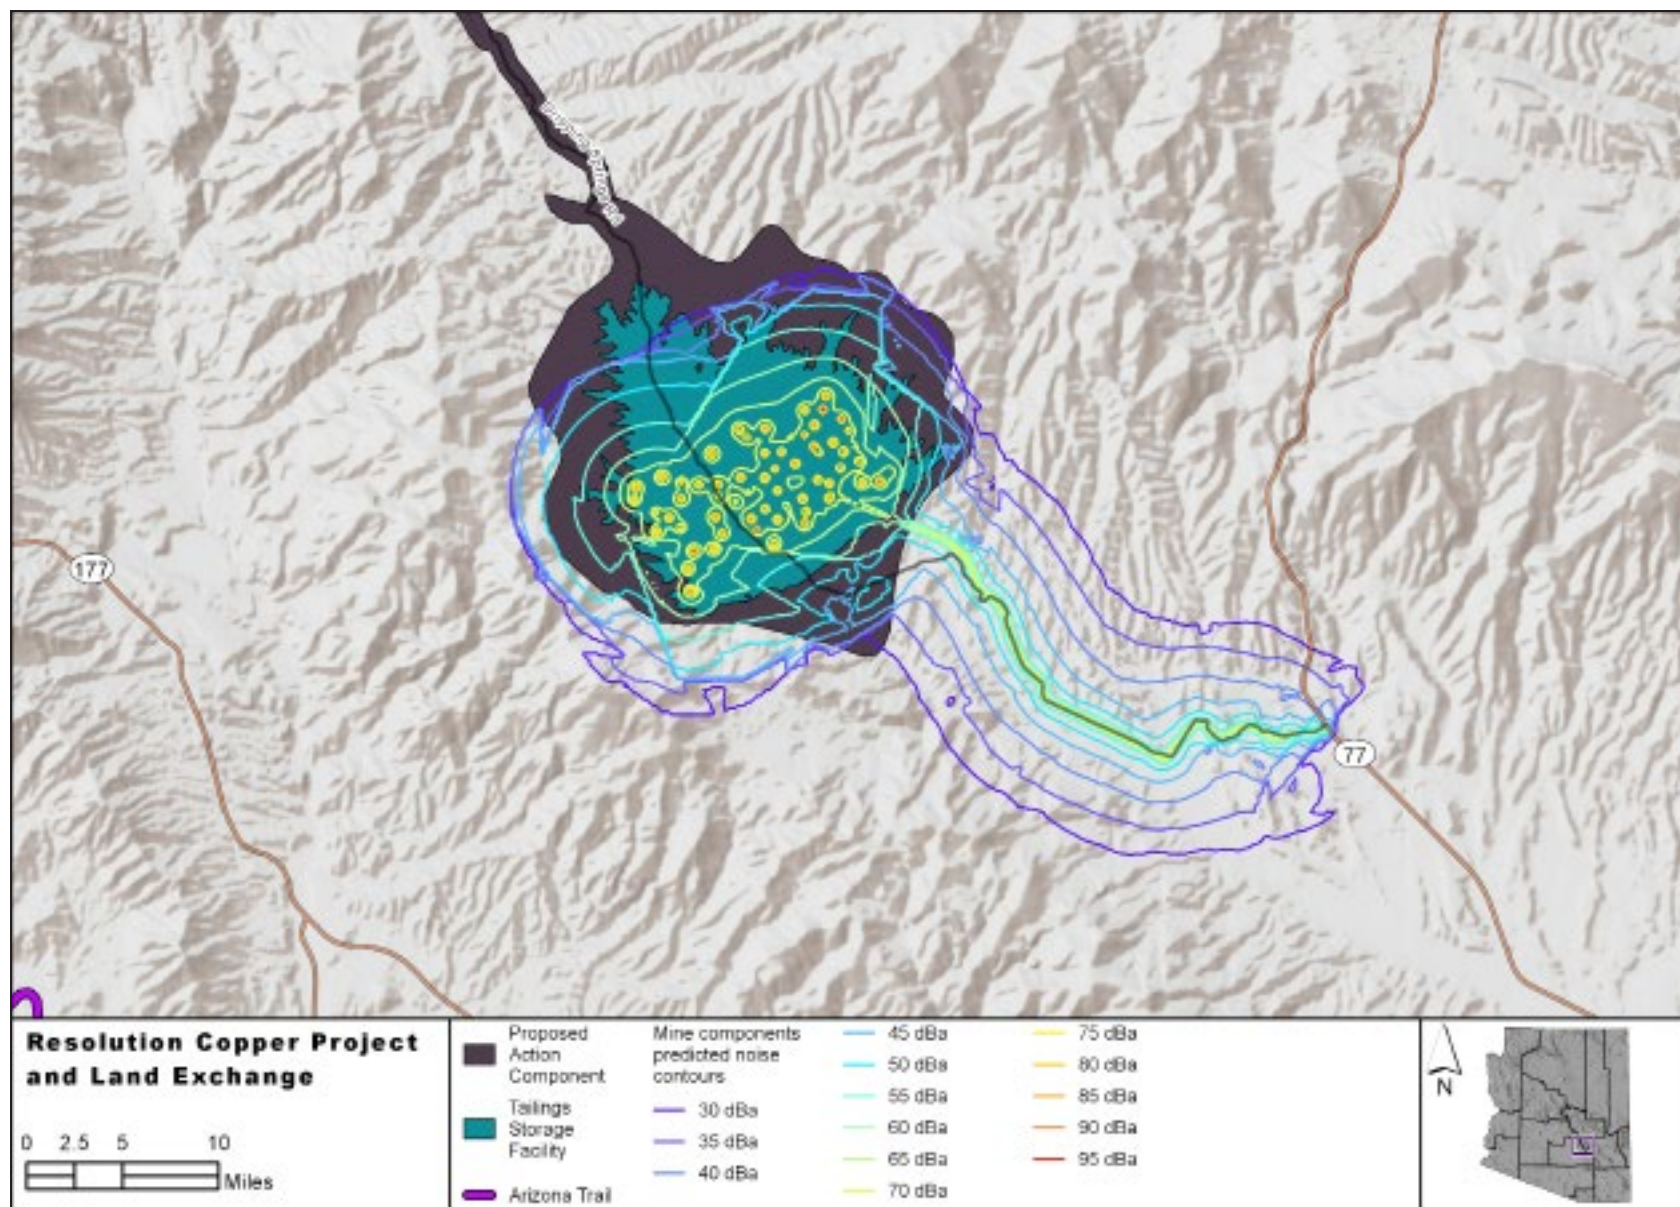 177
77
Resolution Copper Project
and Land Exchange
0 2.5 5 10
Miles
Proposed
Action
Component
Tailings
Storage
Facility
Arizona Trail
Mine components
predicted noise
contours
30 dBa
35 dBa
40 dBa
45 dBa
50 dBa
55 dBa
60 dBa
65 dBa
70 dBa
75 dBa
80 dBa
85 dBa
90 dBa
95 dBa
N